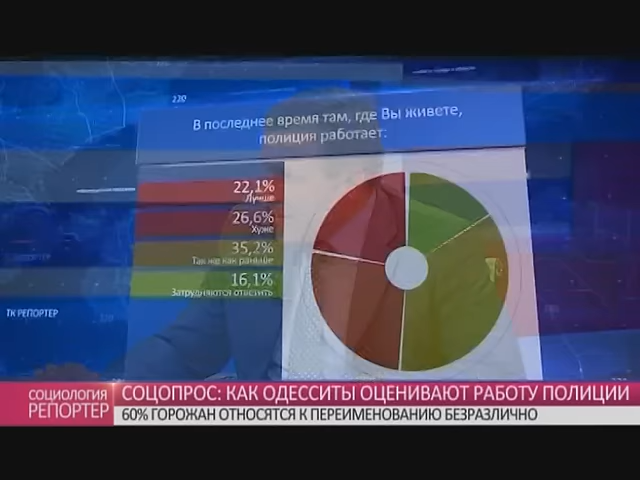 220
В последнее время там, где Вы живете,
полиция работает:
22,1%
Лучше
26,6%
Хуже
35,2%
Так же как раньше
16,1%
Затрудняются ответить
ТК РЕПОРТЕР
СОЦИОЛОГИЯ
РЕПОРТЕР
СОЦОПРОС: КАК ОДЕССИТЫ ОЦЕНИВАЮТ РАБОТУ ПОЛИЦИИ
60% ГОРОЖАН ОТНОСЯТСЯ К ПЕРЕИМЕНОВАНИЮ БЕЗРАЗЛИЧНО